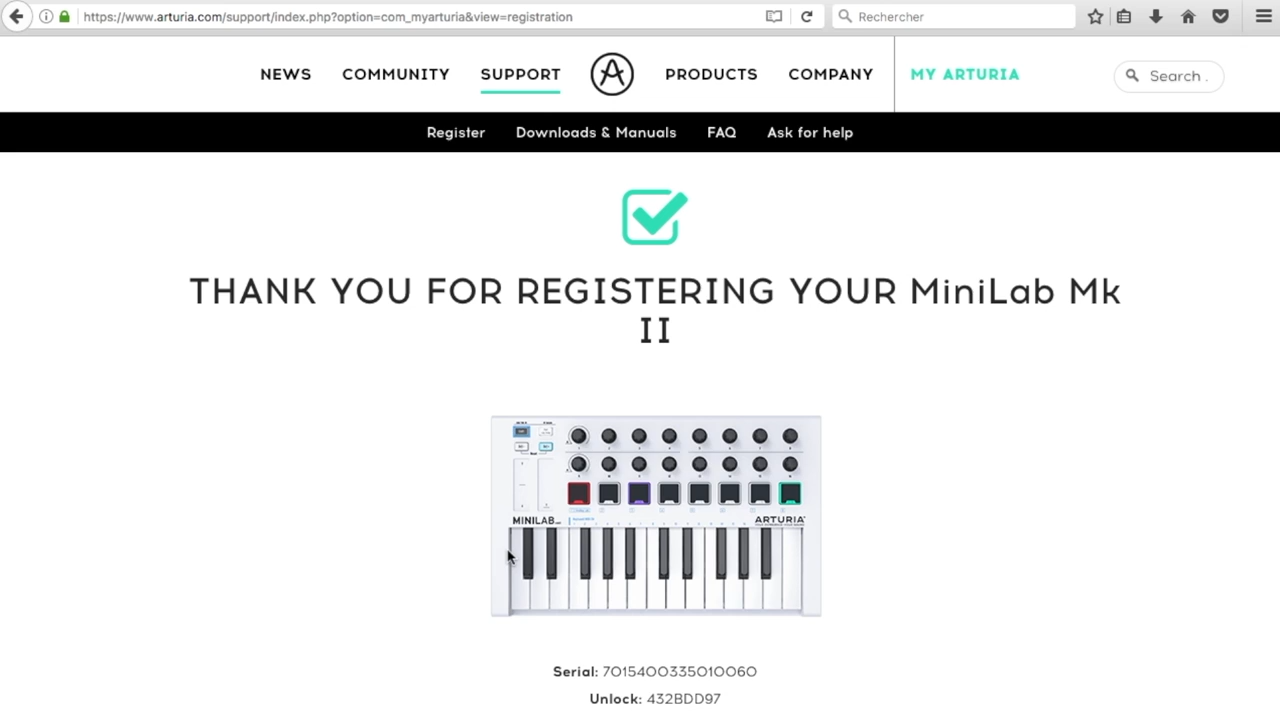 https://www.arturia.com/support/index.php?option=com_myarturia&view=registration
Rechercher
NEWS COMMUNITY SUPPORT PRODUCTS COMPANY MY ARTURIA Search .
Register Downloads & Manuals FAQ Ask for help
THANK YOU FOR REGISTERING YOUR MiniLab Mk
II
MINILAB ARTURIA
Serial: 7015400335010060
Unlock: 432BDD97